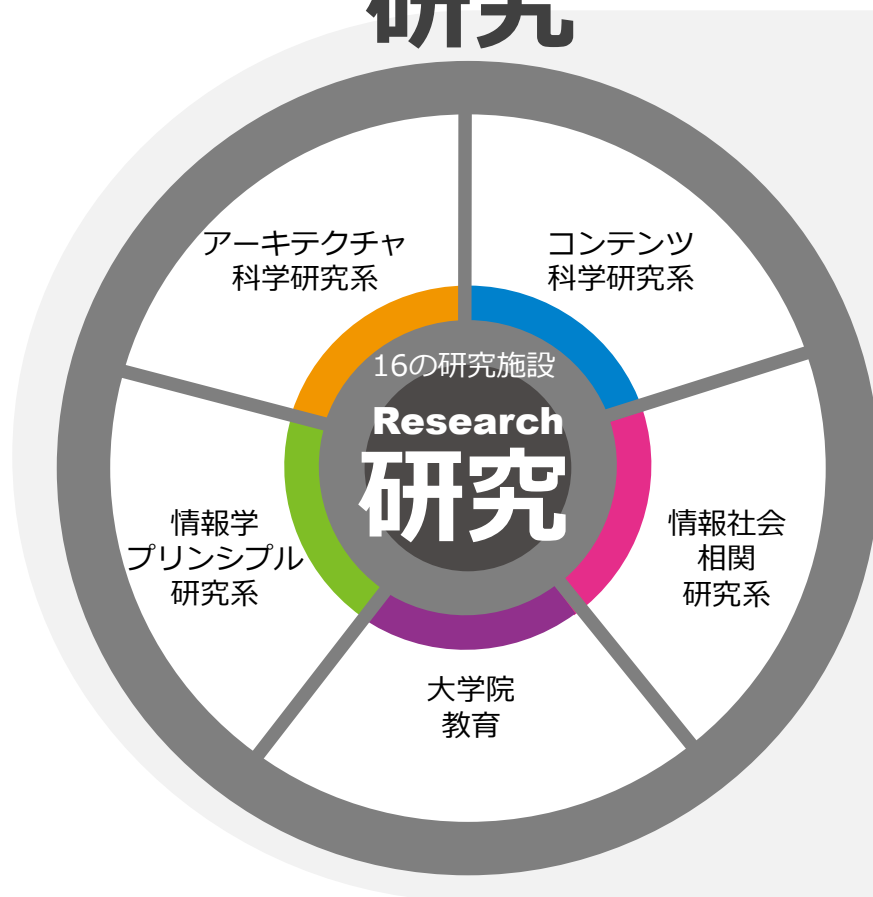 研究
アーキテクチャ
科学研究系
コンテンツ
科学研究系
16の研究施設
Research
研究
情報学
プリンシプル
研究系
情報社会
相関
研究系
大学院
教育